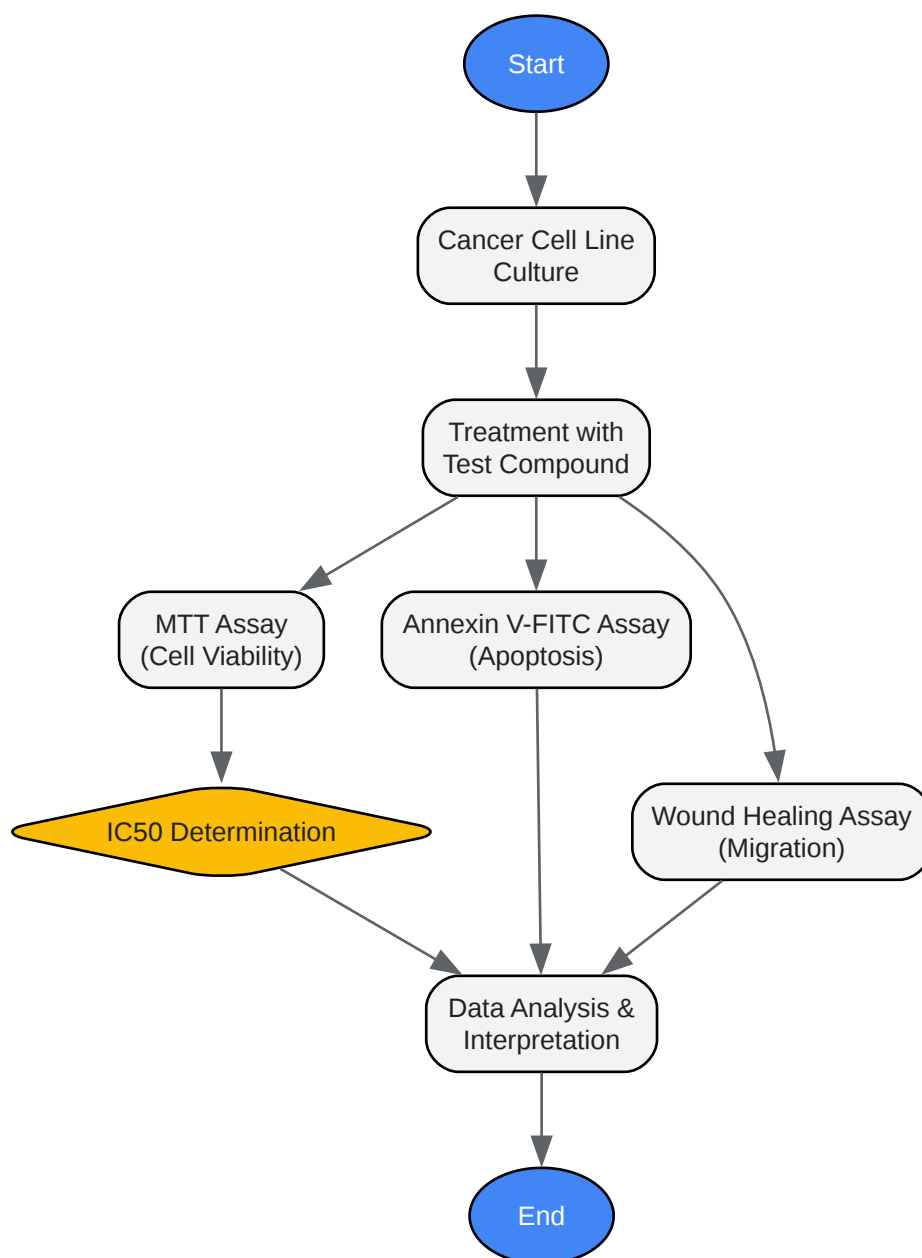 Start
Cancer Cell Line
Culture
Treatment with
Test Compound
MTT Assay
(Cell Viability)
Annexin V-FITC Assay
(Apoptosis)
IC50 Determination
Wound Healing Assay
(Migration)
Data Analysis &
Interpretation
End